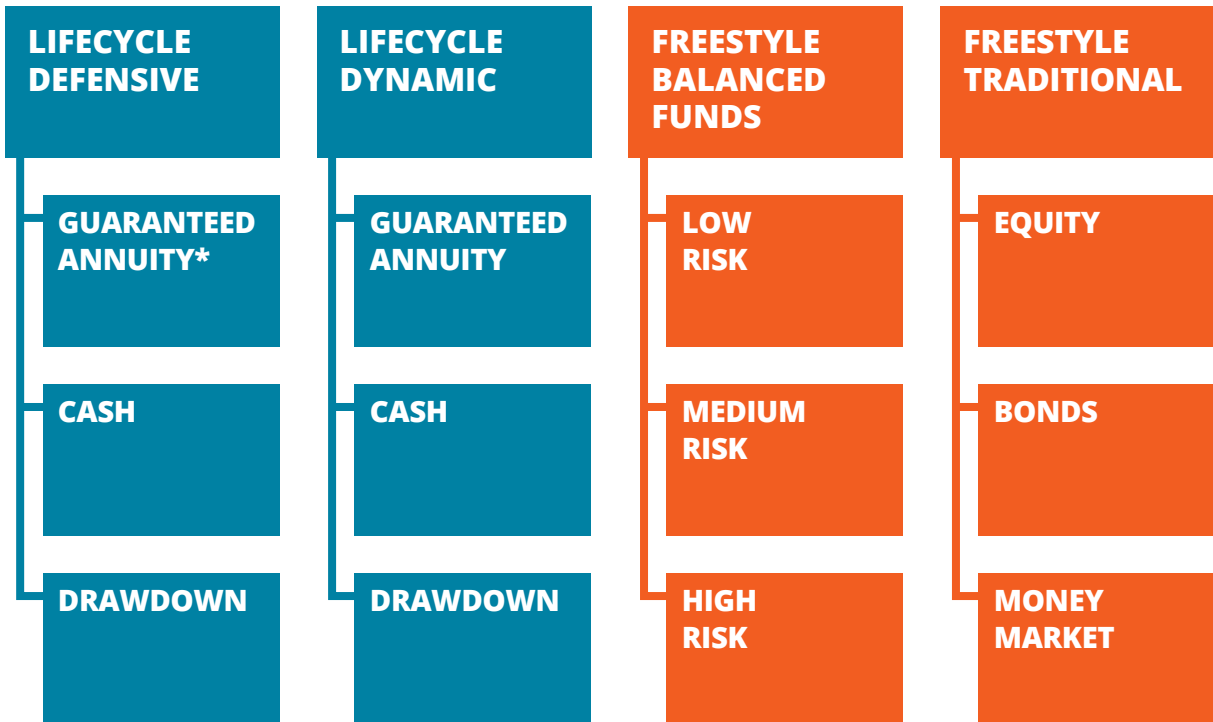 LIFECYCLE
DEFENSIVE
GUARANTEED
ANNUITY*
CASH
DRAWDOWN
LIFECYCLE
DYNAMIC
GUARANTEED
ANNUITY
CASH
DRAWDOWN
FREESTYLE
BALANCED
FUNDS
LOW
RISK
MEDIUM
RISK
HIGH
RISK
FREESTYLE
TRADITIONAL
EQUITY
BONDS
MONEY
MARKET